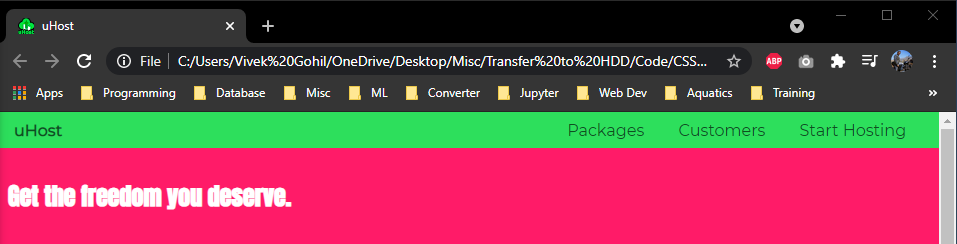 uHost
File C:/Users/Vivek%20Gohil/OneDrive/Desktop/Misc/Transfer%20to%20HDD/Code/CSS...
ABP
Apps Programming Database Misc ML Converter Jupyter Web Dev Aquatics Training »
uHost Packages Customers Start Hosting
Get the freedom you deserve.